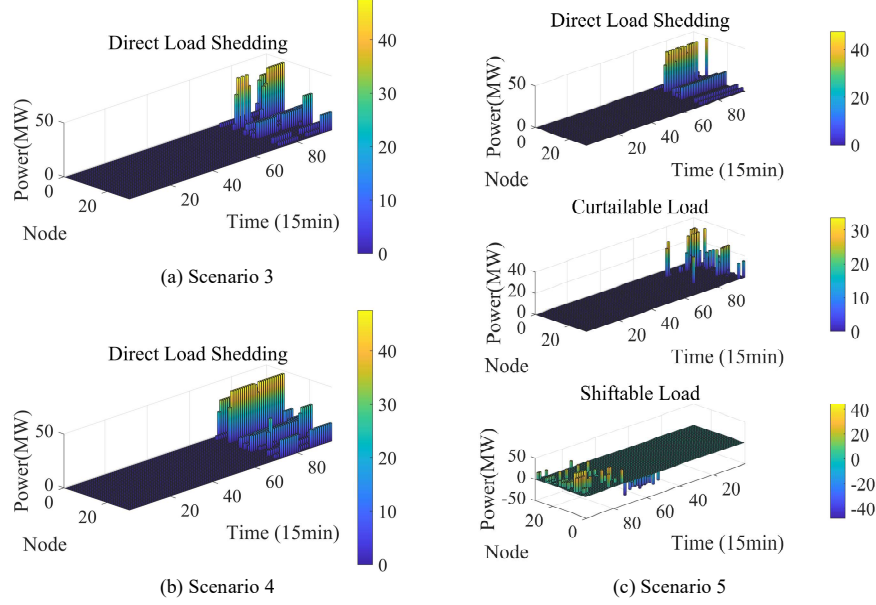 Direct Load Shedding
Power(MW)
50
0
0
20
Node
20
40
60
80
Time (15min)
40
30
20
10
0
(a) Scenario 3
Direct Load Shedding
Power(MW)
50
0
0
20
Node
20
40
60
80
Time (15min)
40
30
20
10
0
(b) Scenario 4
Direct Load Shedding
Power(MW)
50
0
0
20
Node
20
40
60
80
Time (15min)
40
20
0
Curtailable Load
Power(MW)
40
20
0
0
20
Node
20
40
60
80
Time (15min)
30
20
10
0
Shiftable Load
Power(MW)
50
0
-50
20
0
Node
80
60
40
20
Time (15min)
40
20
0
-20
-40
(c) Scenario 5